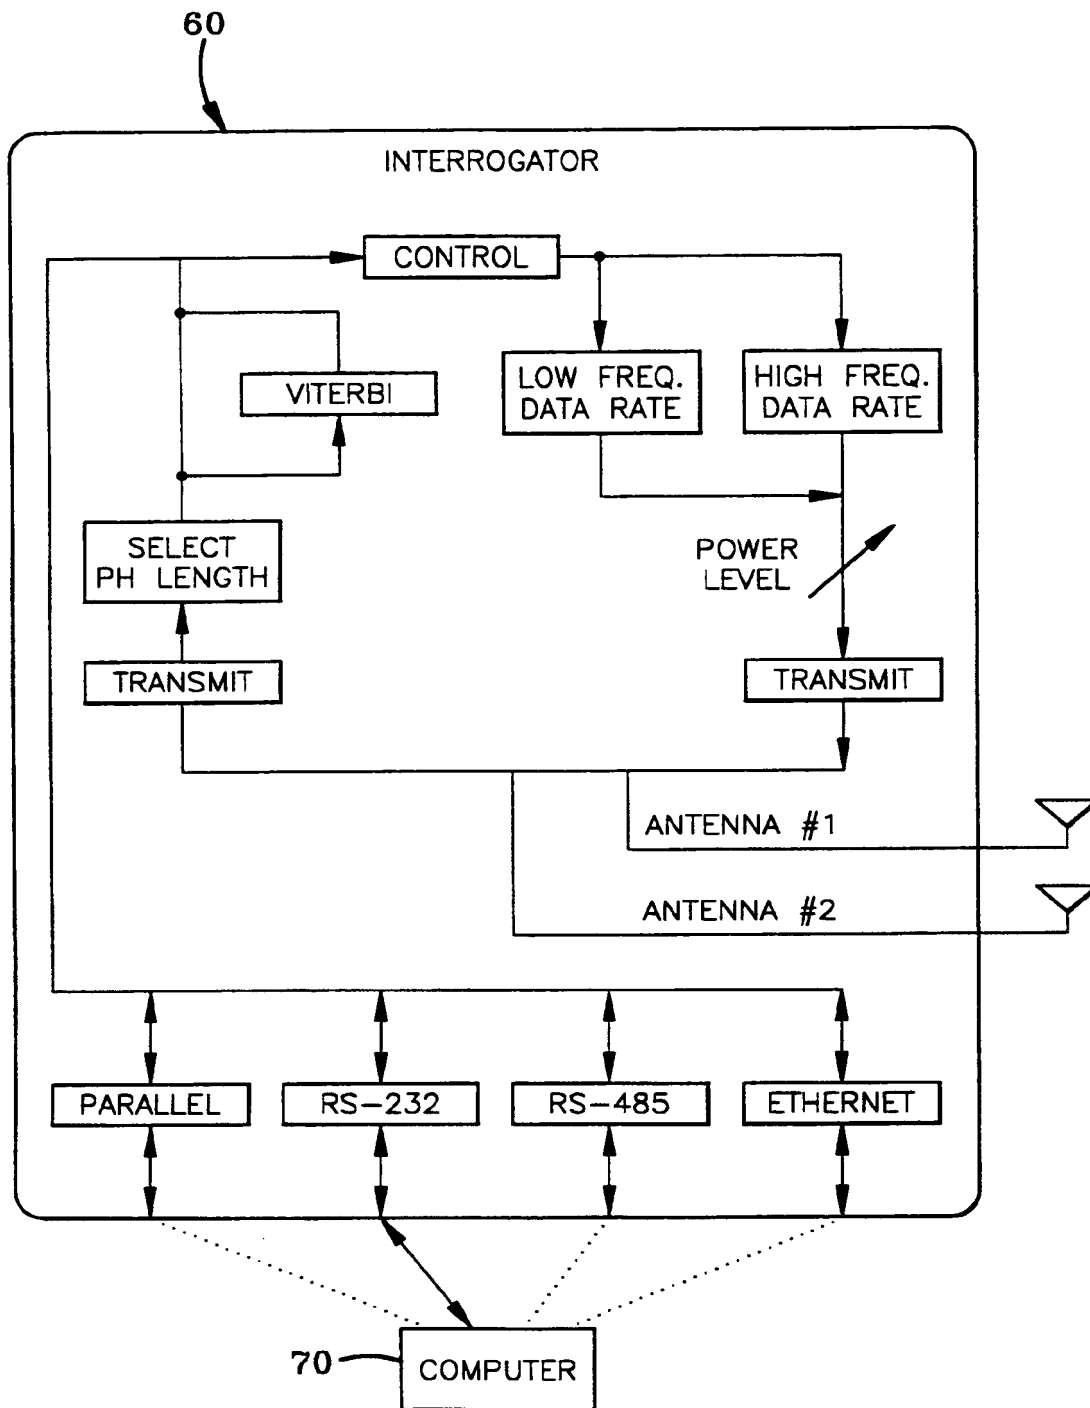 60
INTERROGATOR
CONTROL
LOW FREQ.
DATA RATE
HIGH FREQ.
DATA RATE
VITERBI
SELECT
PH LENGTH
POWER
LEVEL
TRANSMIT
TRANSMIT
ANTENNA #1
ANTENNA #2
PARALLEL
RS-232
RS-485
ETHERNET
70
COMPUTER